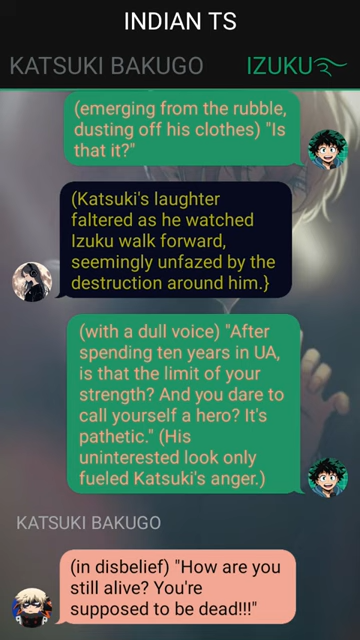 INDIAN TS
KATSUKI BAKUGO IZUKU
(emerging from the rubble,
dusting off his clothes) "Is
that it?"
(Katsuki's laughter
faltered as he watched
Izuku walk forward,
seemingly unfazed by the
destruction around him.}
(with a dull voice) "After
spending ten years in UA,
is that the limit of your
strength? And you dare to
call yourself a hero? It's
pathetic." (His
uninterested look only
fueled Katsuki's anger.)
KATSUKI BAKUGO
(in disbelief) "How are you
still alive? You're
supposed to be dead!!!"